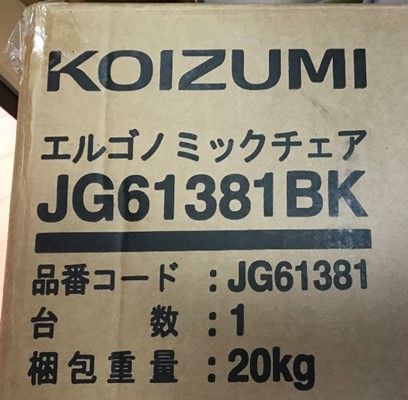 KOIZUMI
エルゴノミックチェア
JG61381BK
品番コード：JG61381
台　　数：1
梱包重量：20kg